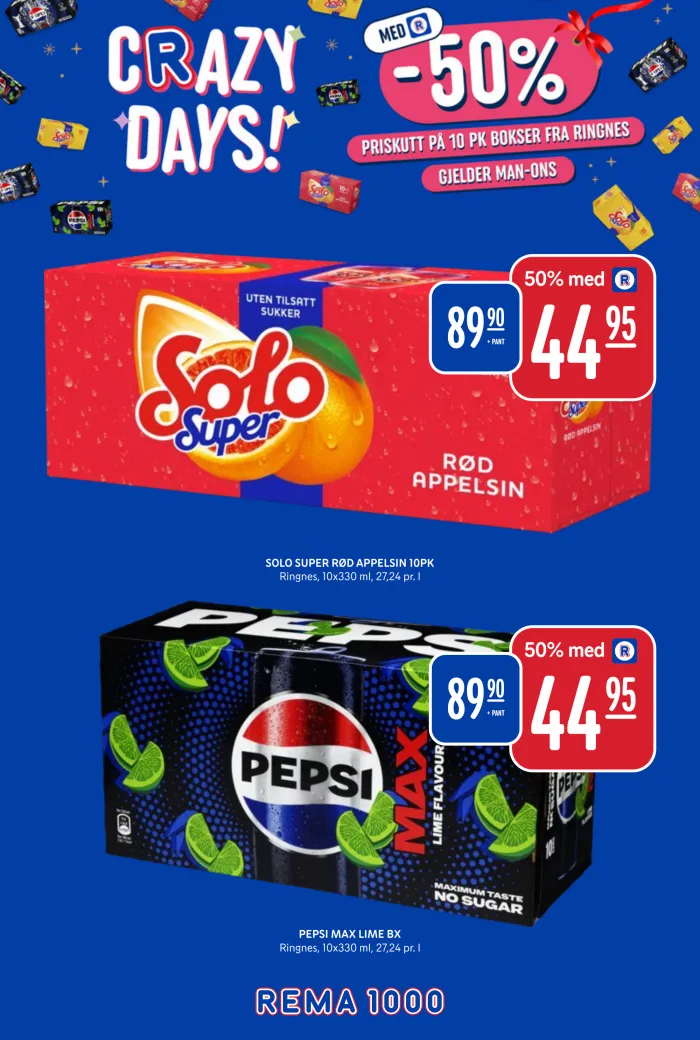 CRAZY
DAYS!
MED R
-50%
PRISKUTT PÅ 10 PK BOKSER FRA RINGNES
GJELDER MAN-ONS
UTEN TILSATT
SUKKER
Solo
Super
RØD
APPELSIN
RØD APPELSIN
89 90
+ PANT
50% med R
44 95
SOLO SUPER RØD APPELSIN 10PK
Ringnes, 10x330 ml, 27,24 pr. l
PEPS
PEPSI
MAX
LIME FLAVOUR
MAXIMUM TASTE
NO SUGAR
89 90
+ PANT
50% med R
44 95
PEPSI MAX LIME BX
Ringnes, 10x330 ml, 27,24 pr. l
REMA 1000